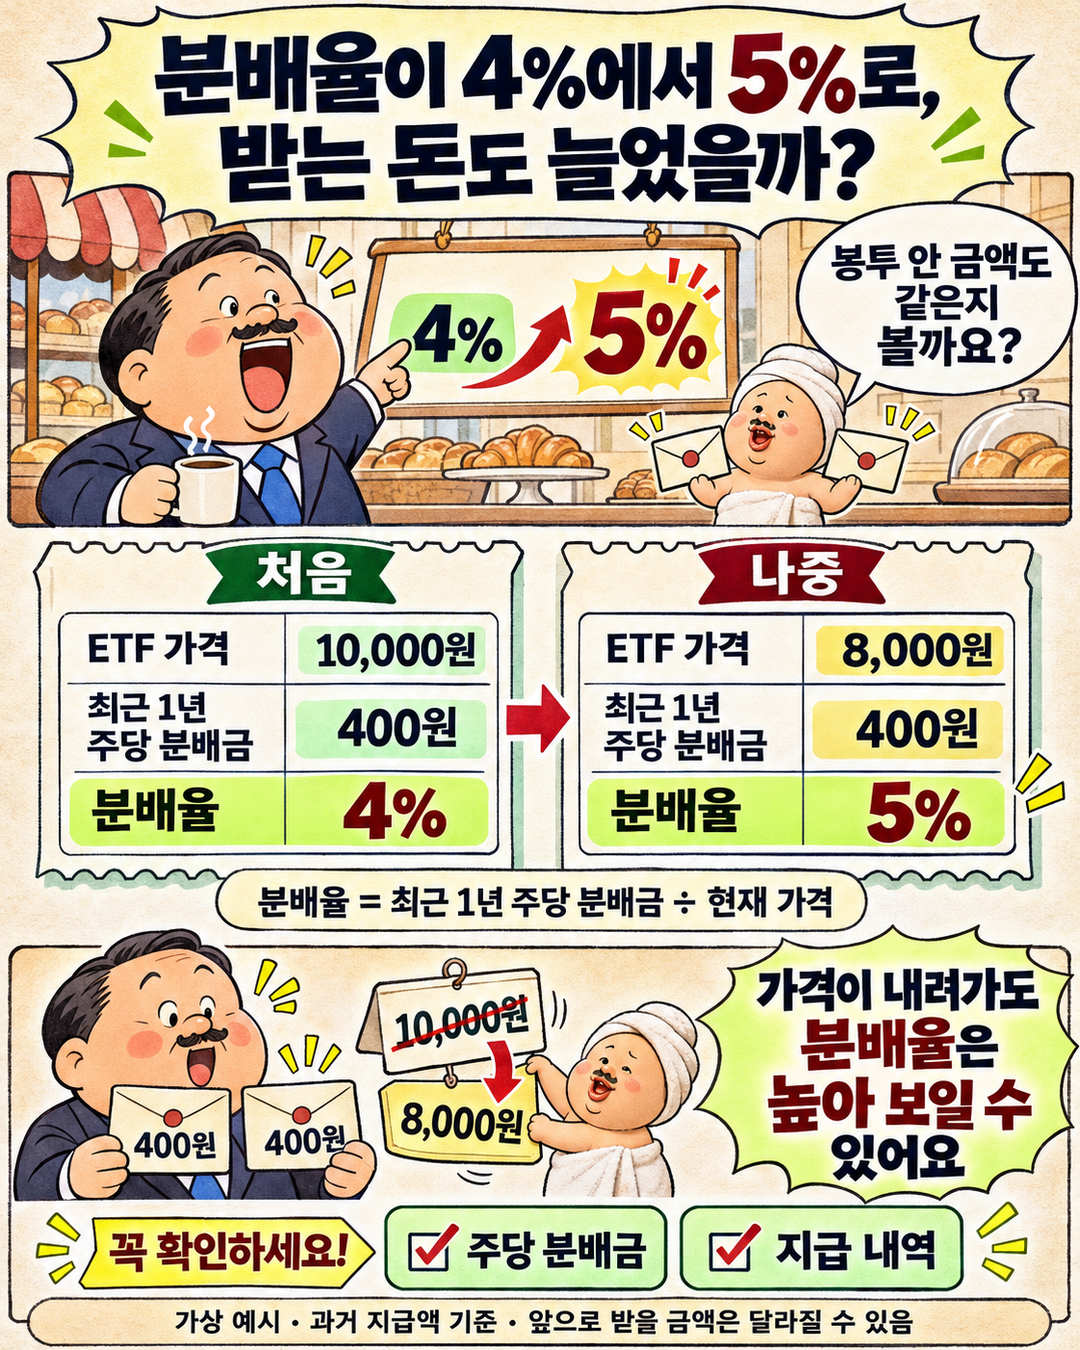 분배율이 4%에서 5%로,
받는 돈도 늘었을까?
봉투 안 금액도
같은지
볼까요?
4%
5%
처음
ETF 가격 10,000원
최근 1년
주당 분배금 400원
분배율 4%
나중
ETF 가격 8,000원
최근 1년
주당 분배금 400원
분배율 5%
분배율 = 최근 1년 주당 분배금 ÷ 현재 가격
400원
400원
10,000원
8,000원
가격이 내려가도
분배율은
높아 보일 수
있어요
꼭 확인하세요!
주당 분배금
지급 내역
가상 예시 · 과거 지급액 기준 · 앞으로 받을 금액은 달라질 수 있음